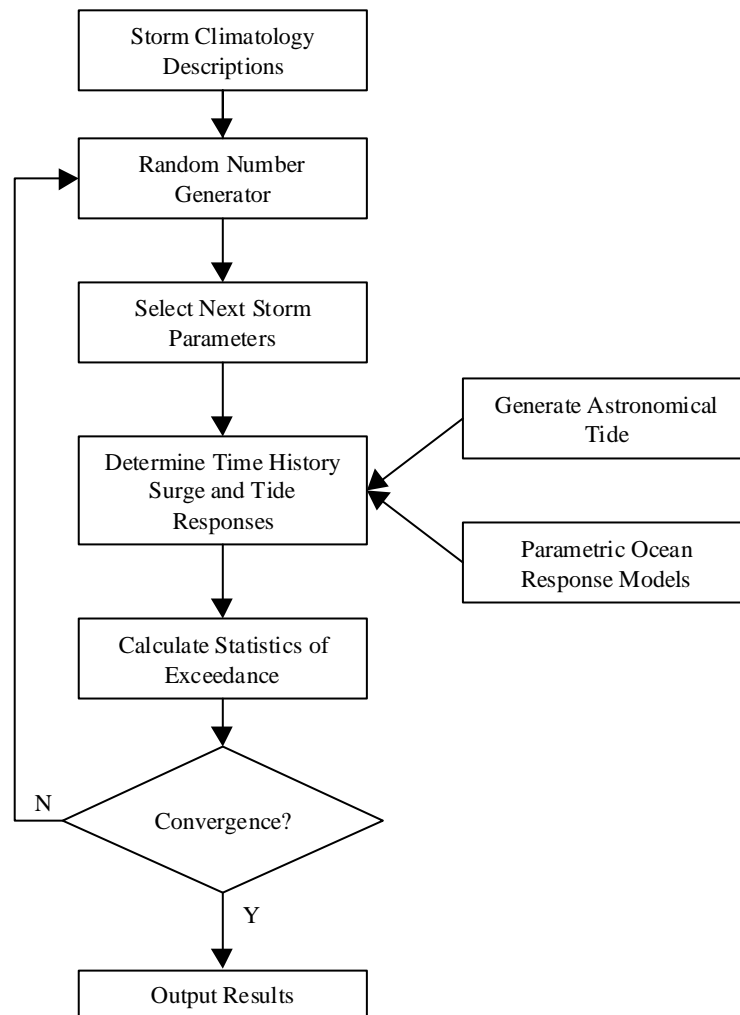 Storm Climatology
Descriptions
Random Number
Generator
Select Next Storm
Parameters
Generate Astronomical
Tide
Determine Time History
Surge and Tide
Responses
Parametric Ocean
Response Models
Calculate Statistics of
Exceedance
N
Convergence?
Y
Output Results